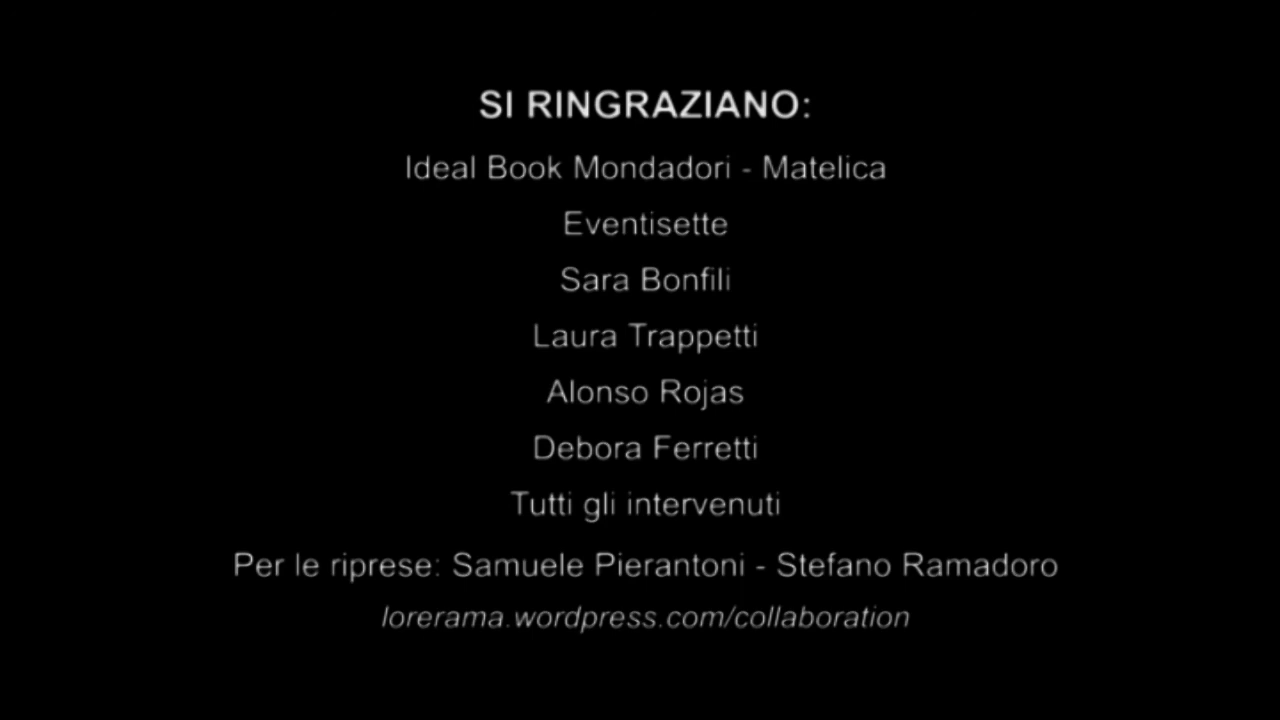 SI RINGRAZIANO:
Ideal Book Mondadori - Matelica
Eventisette
Sara Bonfili
Laura Trappetti
Alonso Rojas
Debora Ferretti
Tutti gli intervenuti
Per le riprese: Samuele Pierantoni - Stefano Ramadoro
lorerama.wordpress.com/collaboration